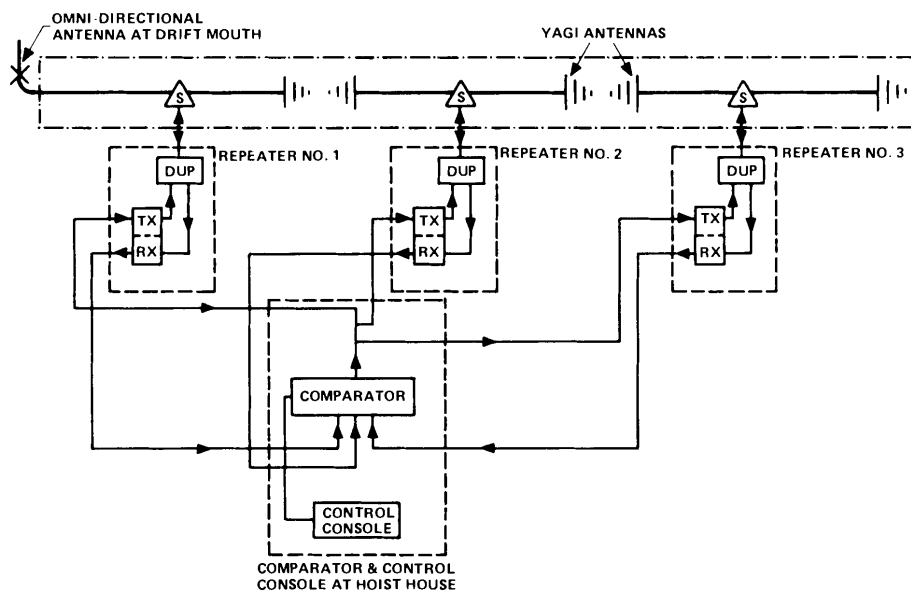 OMNI-DIRECTIONAL
ANTENNA AT DRIFT MOUTH
YAGI ANTENNAS
S
S
S
REPEATER NO. 1
REPEATER NO. 2
REPEATER NO. 3
DUP
DUP
DUP
TX
RX
TX
RX
TX
RX
COMPARATOR
CONTROL
CONSOLE
COMPARATOR & CONTROL
CONSOLE AT HOIST HOUSE